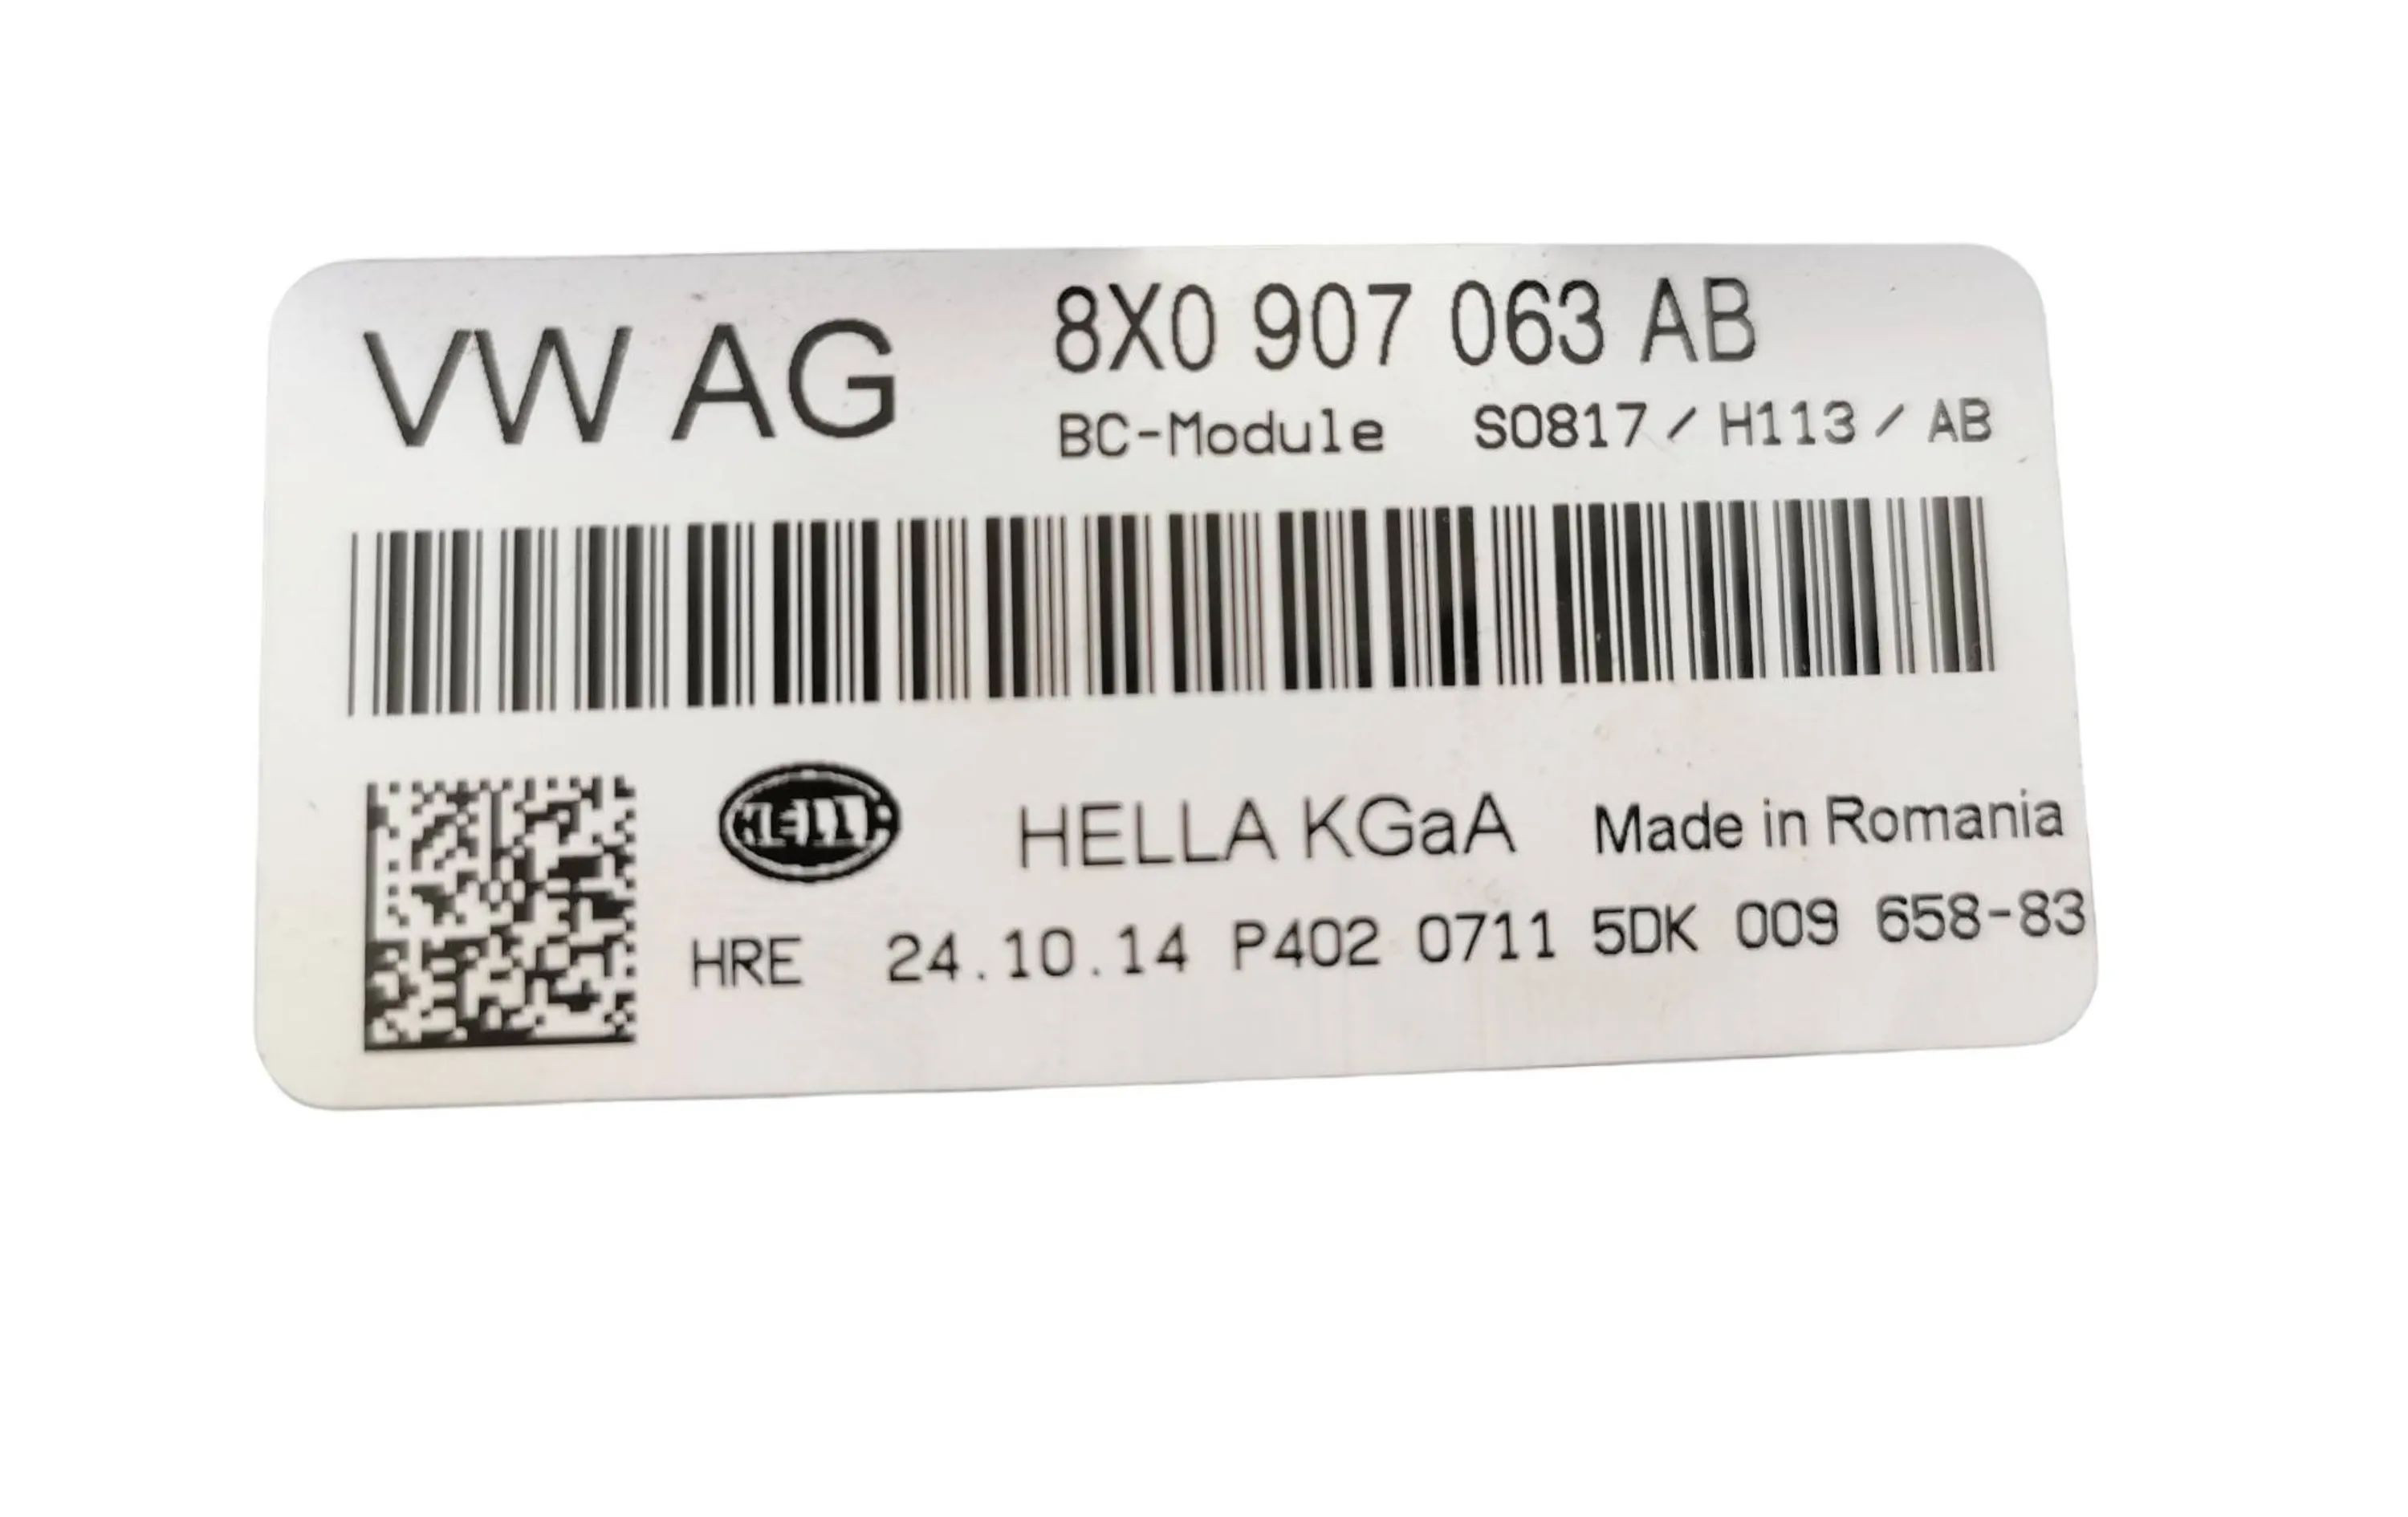 VW AG 8X0 907 063 AB
BC-Module S0817 / H113 / AB
HELLA HELLA KGaA Made in Romania
HRE 24.10.14 P402 0711 5DK 009 658-83